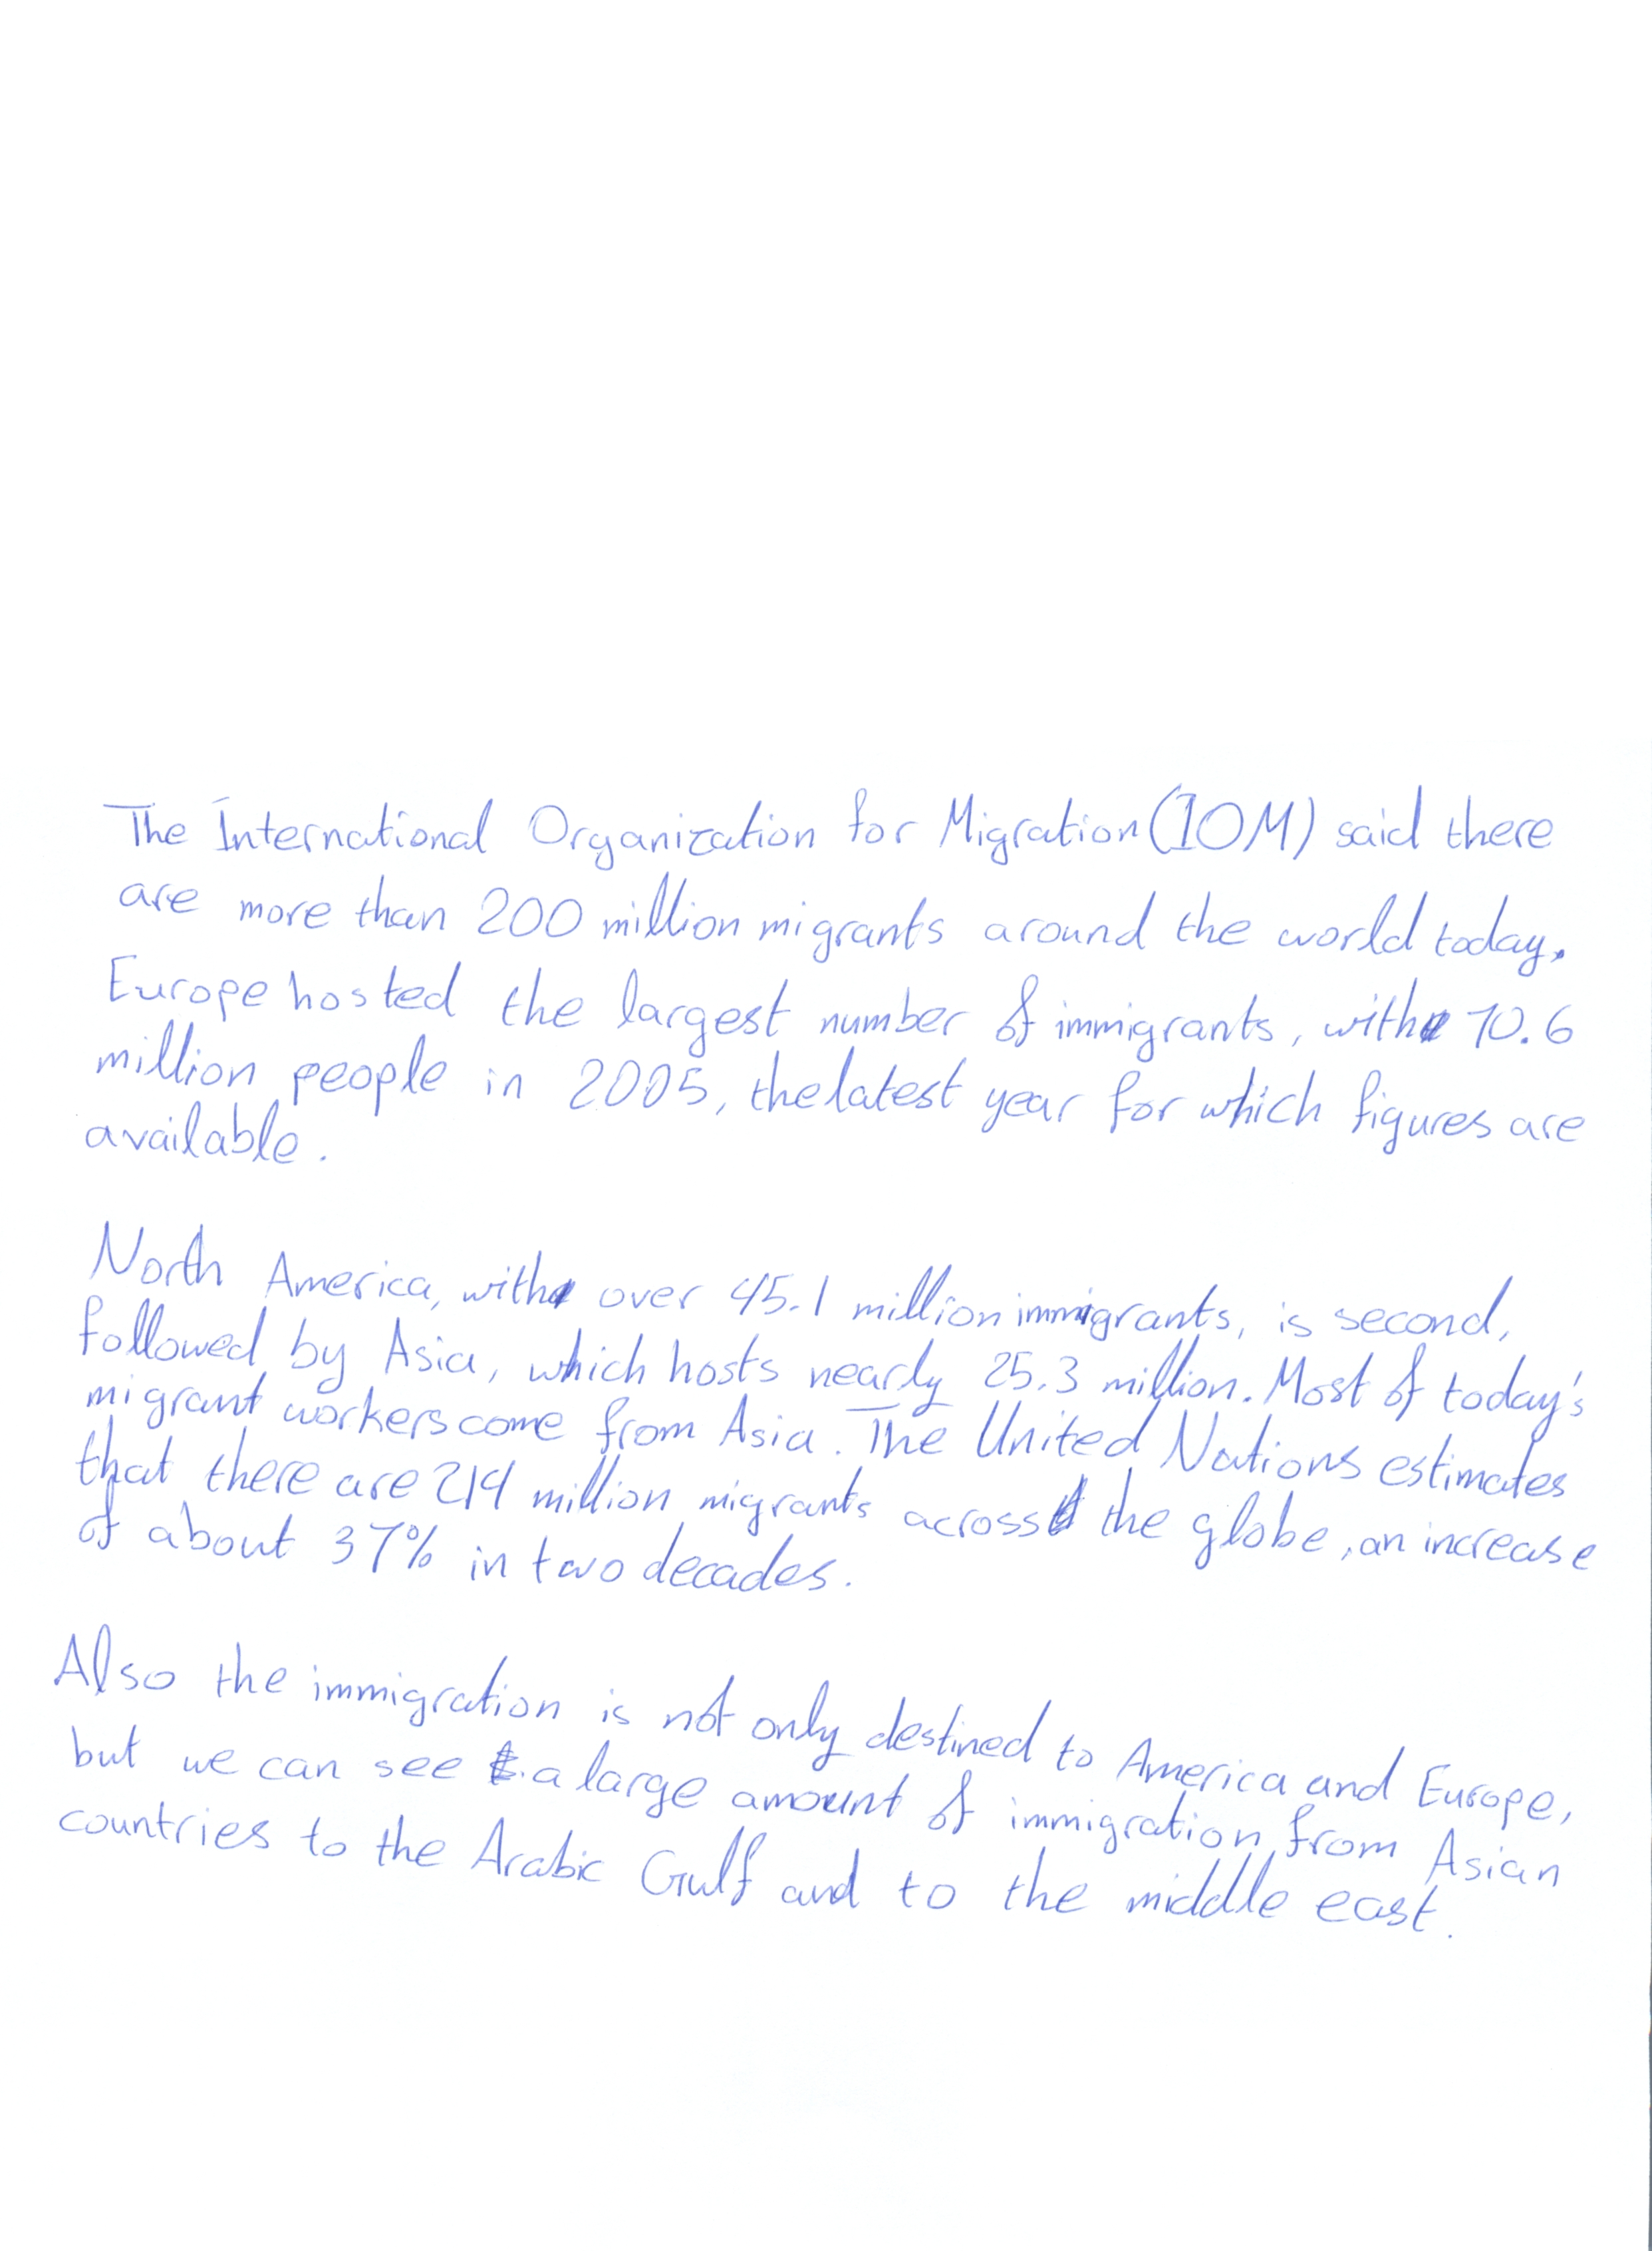 The International Organization for Migration (IOM) said there
are more than 200 million migrants around the world today.
Europe hosted the largest number of immigrants, with 70.6
million people in 2005, the latest year for which figures are
available.
North America, with over 45.1 million immigrants, is second,
followed by Asia, which hosts nearly 25.3 million. Most of today's
migrant workers come from Asia. The United Nations estimates
that there are 214 million migrants across the globe, an increase
of about 37% in two decades.
Also the immigration is not only destined to America and Europe,
but we can see a large amount of immigration from Asian
countries to the Arabic Gulf and to the middle east.